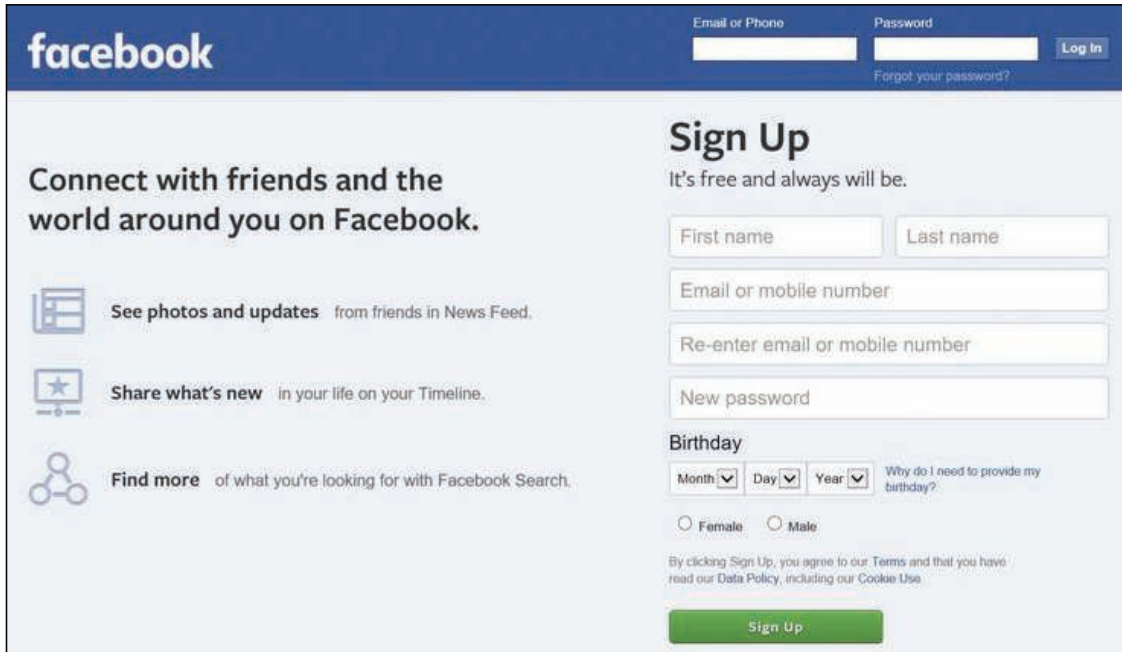 facebook
Email or Phone
Password
Log In
Forgot your password?
Connect with friends and the
world around you on Facebook.
See photos and updates from friends in News Feed.
Share what's new in your life on your Timeline.
Find more of what you're looking for with Facebook Search.
Sign Up
It's free and always will be.
First name
Last name
Email or mobile number
Re-enter email or mobile number
New password
Birthday
Month Day Year
Why do I need to provide my
birthday?
Female Male
By clicking Sign Up, you agree to our Terms and that you have
read our Data Policy, including our Cookie Use
Sign Up